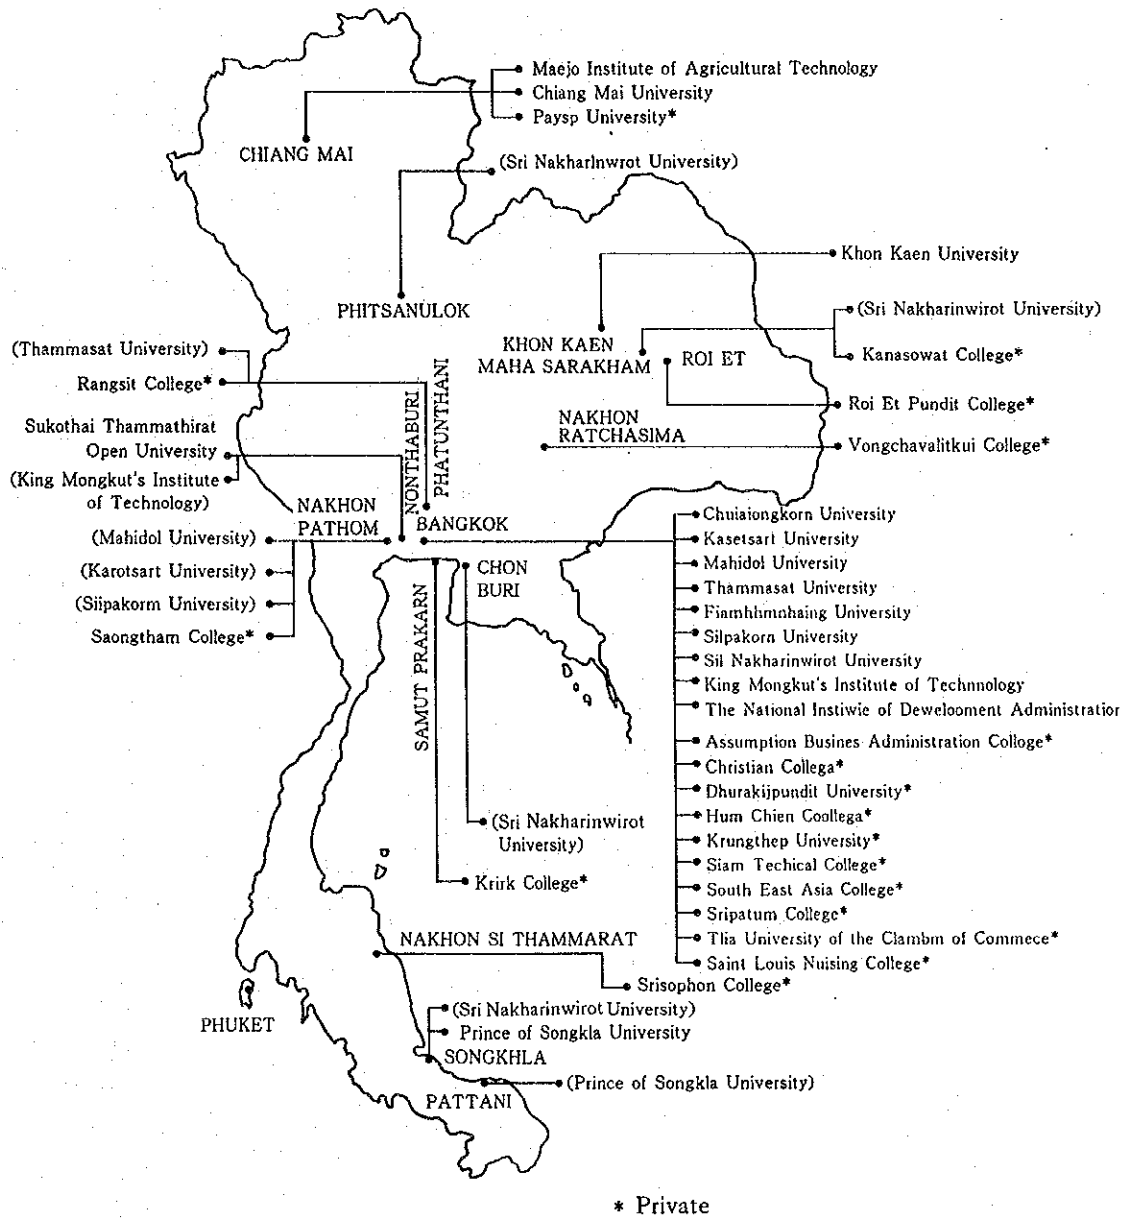 Maejo Institute of Agricultural Technology
Chiang Mai University
Paysp University*
CHIANG MAI
(Sri Nakharinwrot University)
PHITSANULOK
Khon Kaen University
KHON KAEN
(Sri Nakharinwirot University)
MAHA SARAKHAM
Kanasowat College*
ROI ET
Roi Et Pundit College*
NAKHON
RATCHASIMA
Vongchavalitkui College*
(Thammasat University)
Rangsit College*
PHATUNTHANI
Sukothai Thammathirat
Open University
(King Mongkut's Institute
of Technology)
NONTHABURI
NAKHON
PATHOM
(Mahidol University)
(Karotsart University)
(Siipakorm University)
Saongtham College*
BANGKOK
Chuiaiongkorn University
Kasetsart University
Mahidol University
Thammasat University
Fiamhhmnhaing University
Silpakorn University
Sil Nakharinwirot University
King Mongkut's Institute of Technnology
The National Instiwic of Dewelooment Administratior
Assumption Busines Administration Colloge*
Christian Collega*
Dhurakijpundit University*
Hum Chien Coollega*
Krungthep University*
Siam Techical College*
South East Asia College*
Sripatum College*
Tlia University of the Clambm of Commece*
Saint Louis Nuising College*
CHON
BURI
(Sri Nakharinwirot
University)
SAMUT PRAKARN
Krirk College*
NAKHON SI THAMMARAT
Srisophon College*
PHUKET
(Sri Nakharinwirot University)
Prince of Songkla University
SONGKHLA
(Prince of Songkla University)
PATTANI
* Private